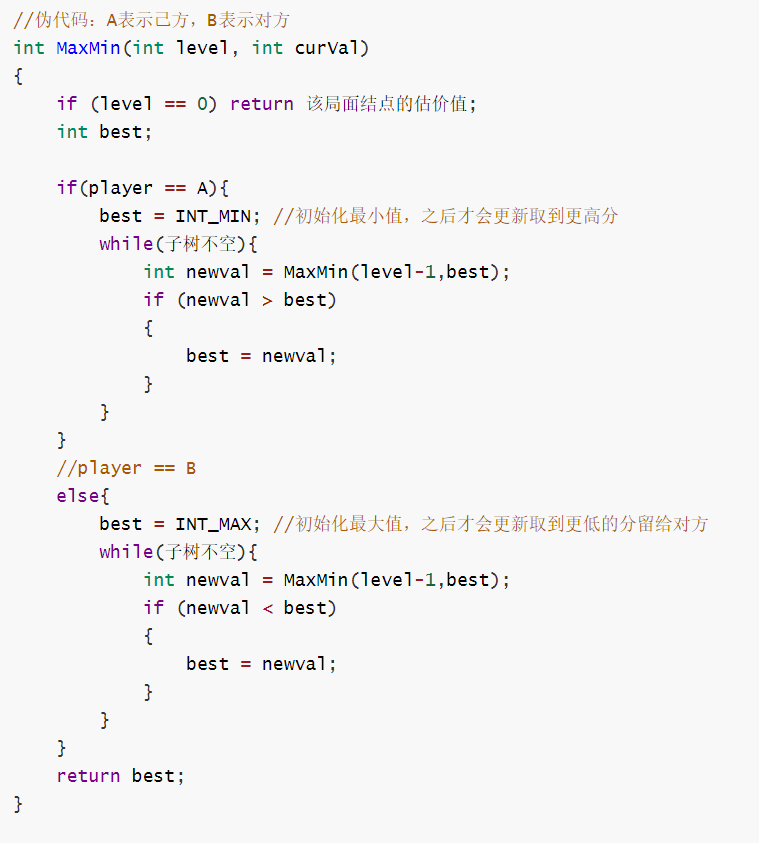 //伪代码：A表示己方，B表示对方
int MaxMin(int level, int curVal)
{
    if (level == 0) return 该局面结点的估价值;
    int best;

    if(player == A){
        best = INT_MIN; //初始化最小值，之后才会更新取到更高分
        while(子树不空){
            int newval = MaxMin(level-1,best);
            if (newval > best)
            {
                best = newval;
            }
        }
    }
    //player == B
    else{
        best = INT_MAX; //初始化最大值，之后才会更新取到更低的分留给对方
        while(子树不空){
            int newval = MaxMin(level-1,best);
            if (newval < best)
            {
                best = newval;
            }
        }
    }
    return best;
}